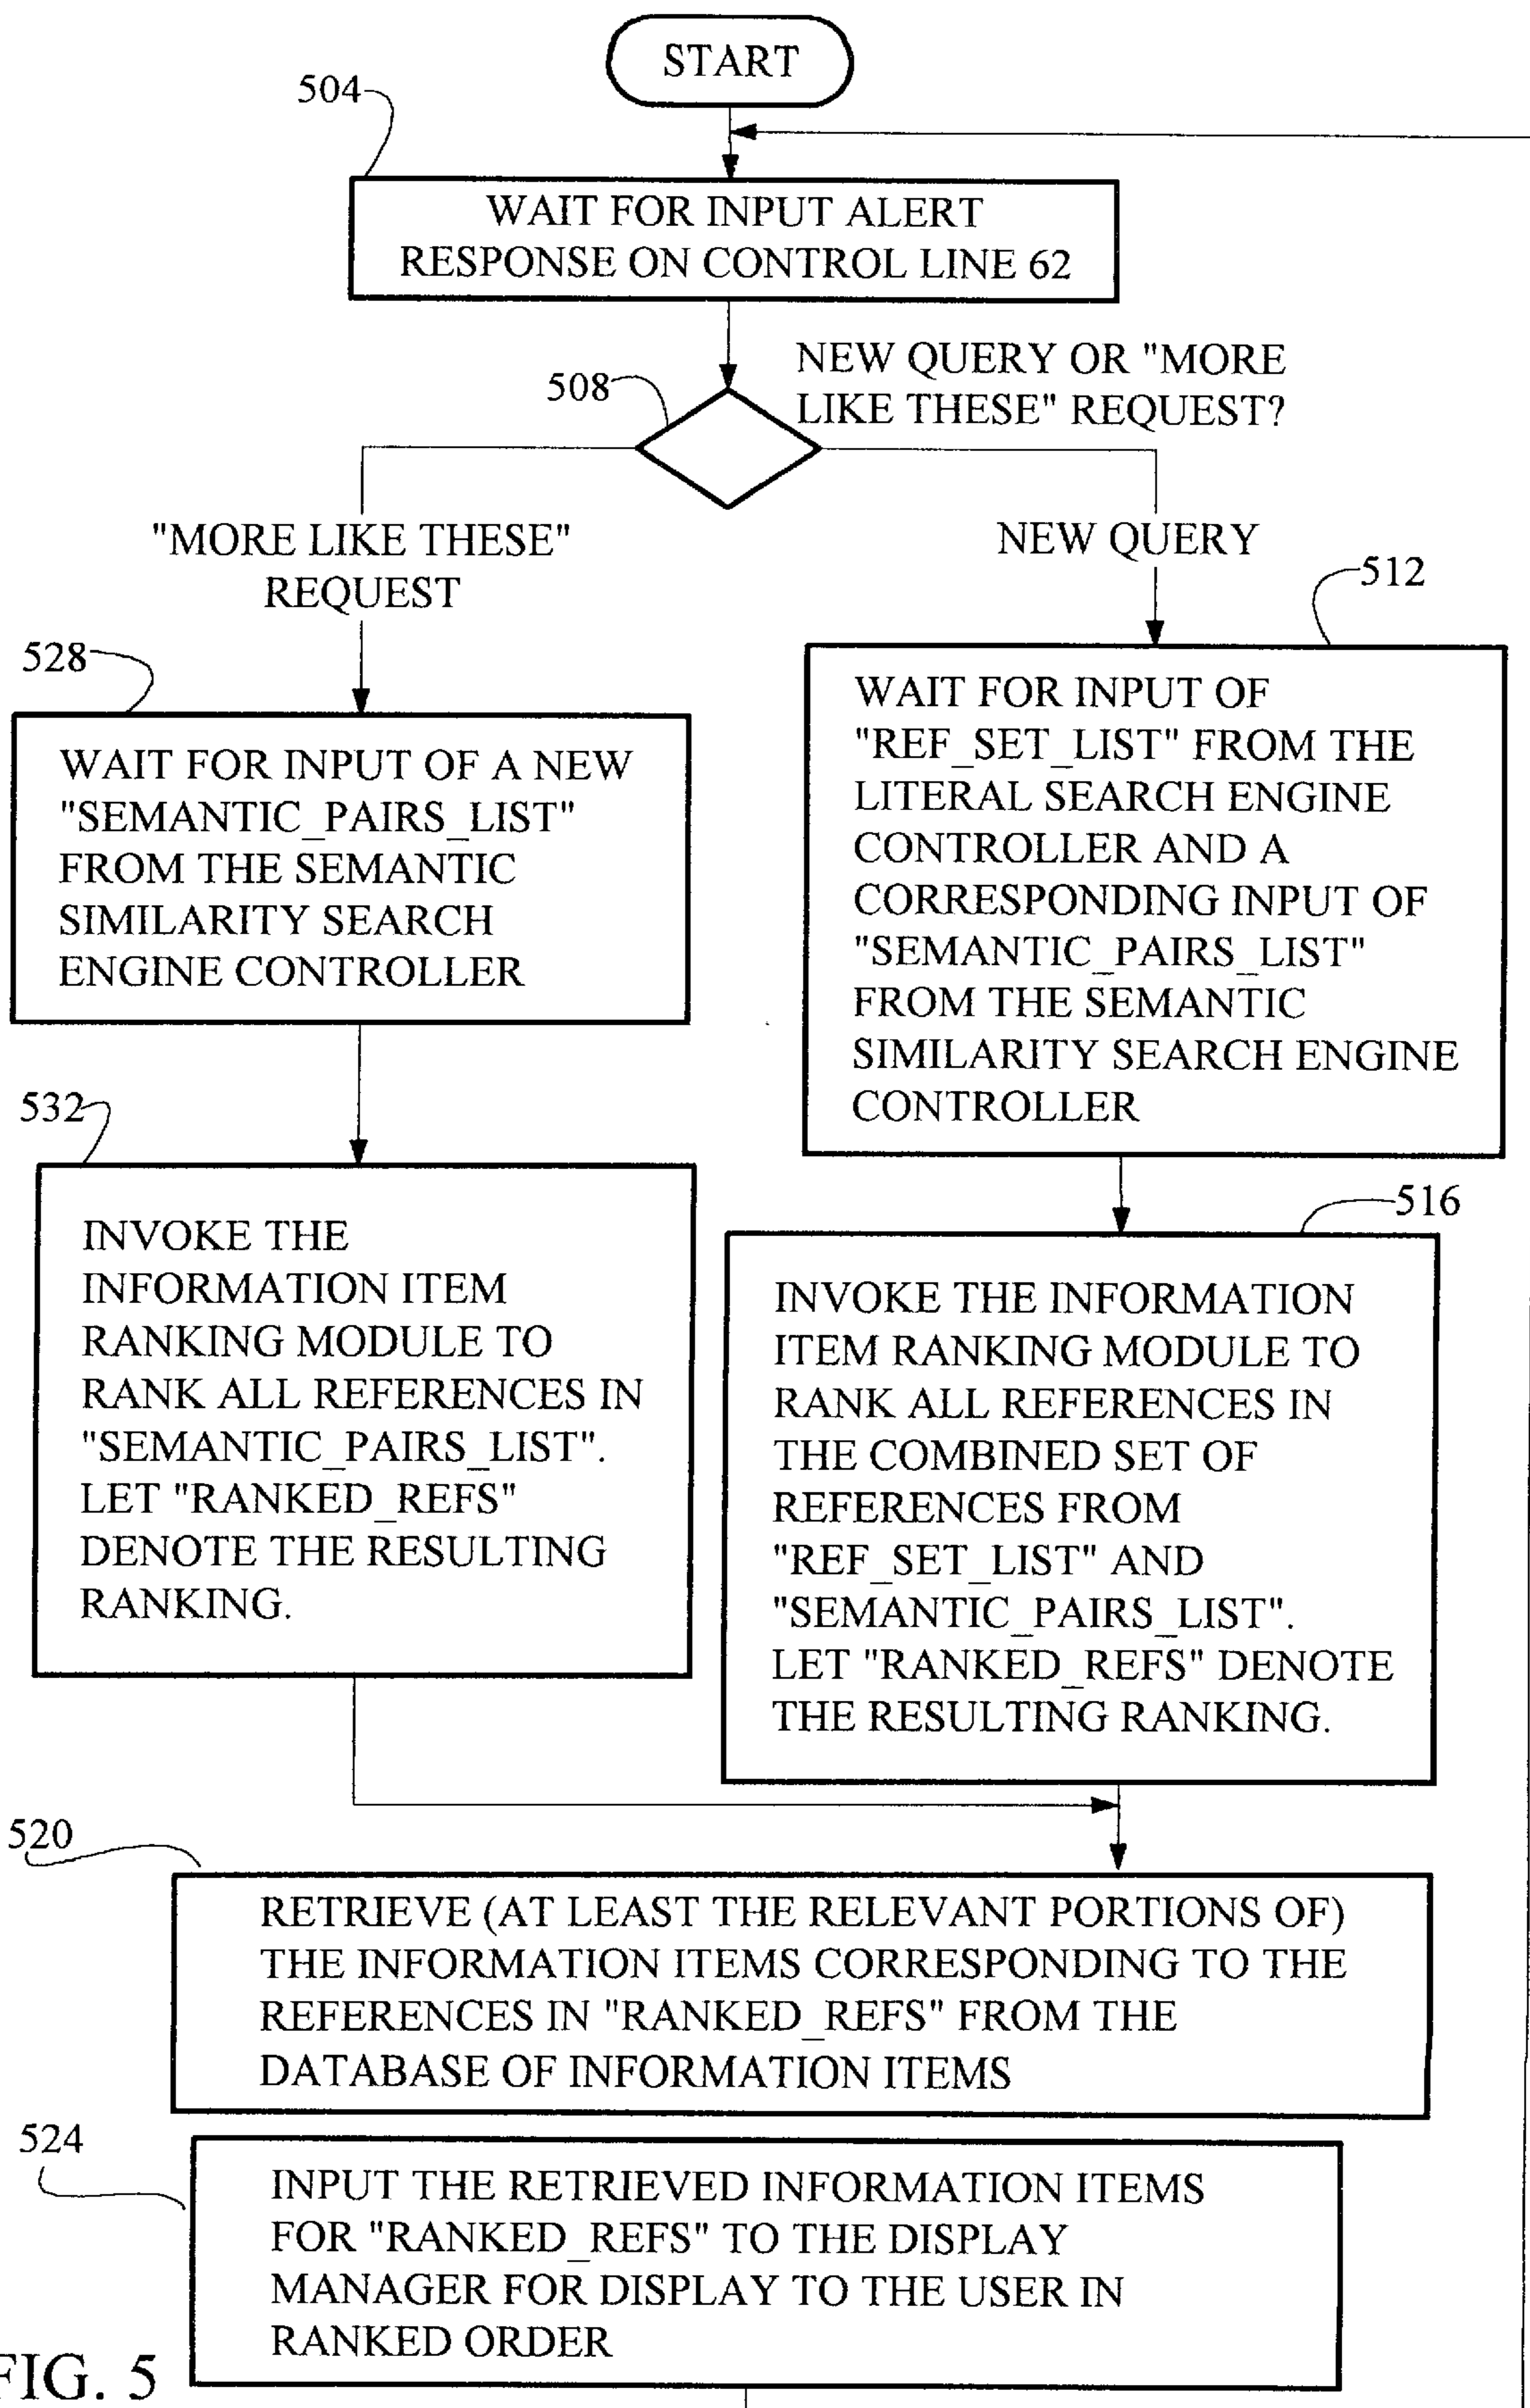 START
504
WAIT FOR INPUT ALERT
RESPONSE ON CONTROL LINE 62
NEW QUERY OR "MORE
LIKE THESE" REQUEST?
508
"MORE LIKE THESE"
REQUEST
NEW QUERY
512
528
WAIT FOR INPUT OF A NEW
"SEMANTIC_PAIRS_LIST"
FROM THE SEMANTIC
SIMILARITY SEARCH
ENGINE CONTROLLER
WAIT FOR INPUT OF
"REF_SET_LIST" FROM THE
LITERAL SEARCH ENGINE
CONTROLLER AND A
CORRESPONDING INPUT OF
"SEMANTIC_PAIRS_LIST"
FROM THE SEMANTIC
SIMILARITY SEARCH ENGINE
CONTROLLER
532
INVOKE THE
INFORMATION ITEM
RANKING MODULE TO
RANK ALL REFERENCES IN
"SEMANTIC_PAIRS_LIST".
LET "RANKED_REFS"
DENOTE THE RESULTING
RANKING.
516
INVOKE THE INFORMATION
ITEM RANKING MODULE TO
RANK ALL REFERENCES IN
THE COMBINED SET OF
REFERENCES FROM
"REF_SET_LIST" AND
"SEMANTIC_PAIRS_LIST".
LET "RANKED_REFS" DENOTE
THE RESULTING RANKING.
520
RETRIEVE (AT LEAST THE RELEVANT PORTIONS OF)
THE INFORMATION ITEMS CORRESPONDING TO THE
REFERENCES IN "RANKED_REFS" FROM THE
DATABASE OF INFORMATION ITEMS
524
INPUT THE RETRIEVED INFORMATION ITEMS
FOR "RANKED_REFS" TO THE DISPLAY
MANAGER FOR DISPLAY TO THE USER IN
RANKED ORDER
FIG. 5